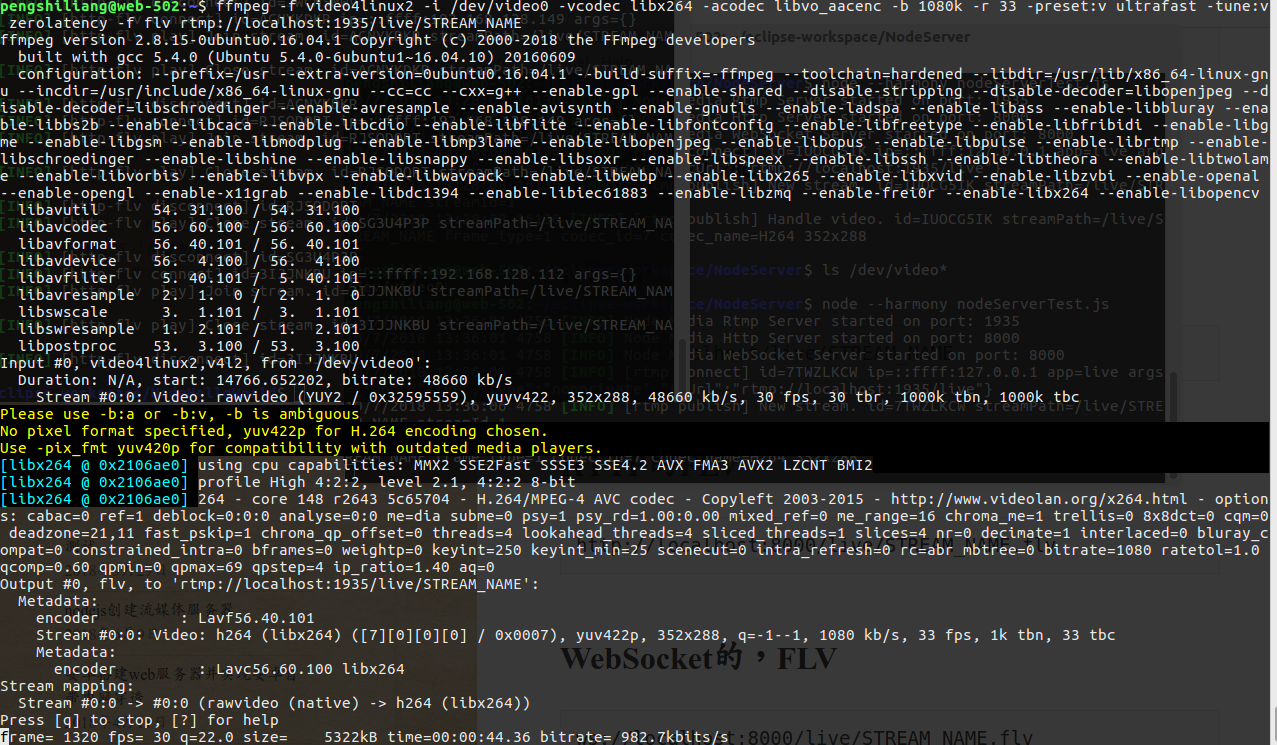 pengshiliang@web-502:~$ ffmpeg -f video4linux2 -i /dev/video0 -vcodec libx264 -acodec libvo_aacenc -b 1080k -r 33 -preset:v ultrafast -tune:v
 zerolatency -f flv rtmp://localhost:1935/live/STREAM_NAME
ffmpeg version 2.8.15-0ubuntu0.16.04.1 Copyright (c) 2000-2018 the FFmpeg developers
  built with gcc 5.4.0 (Ubuntu 5.4.0-6ubuntu1~16.04.10) 20160609
  configuration: --prefix=/usr --extra-version=0ubuntu0.16.04.1 --build-suffix=-ffmpeg --toolchain=hardened --libdir=/usr/lib/x86_64-linux-gn
u --incdir=/usr/include/x86_64-linux-gnu --cc=cc --cxx=g++ --enable-gpl --enable-shared --disable-stripping --disable-decoder=libopenjpeg --d
isable-decoder=libschroedinger --enable-avresample --enable-avisynth --enable-gnutls --enable-ladspa --enable-libass --enable-libbluray --ena
ble-libbs2b --enable-libcaca --enable-libcdio --enable-libflite --enable-libfontconfig --enable-libfreetype --enable-libfribidi --enable-libg
me --enable-libgsm --enable-libmodplug --enable-libmp3lame --enable-libopenjpeg --enable-libopus --enable-libpulse --enable-librtmp --enable-
libschroedinger --enable-libshine --enable-libsnappy --enable-libsoxr --enable-libspeex --enable-libssh --enable-libtheora --enable-libtwolam
e --enable-libvorbis --enable-libvpx --enable-libwavpack --enable-libwebp --enable-libx265 --enable-libxvid --enable-libzvbi --enable-openal
--enable-opengl --enable-x11grab --enable-libdc1394 --enable-libiec61883 --enable-libzmq --enable-frei0r --enable-libx264 --enable-libopencv
  libavutil      54. 31.100 / 54. 31.100
  libavcodec     56. 60.100 / 56. 60.100
  libavformat    56. 40.101 / 56. 40.101
  libavdevice    56.  4.100 / 56.  4.100
  libavfilter     5. 40.101 /  5. 40.101
  libavresample   2.  1.  0 /  2.  1.  0
  libswscale      3.  1.101 /  3.  1.101
  libswresample   1.  2.101 /  1.  2.101
  libpostproc    53.  3.100 / 53.  3.100
Input #0, video4linux2,v4l2, from '/dev/video0':
  Duration: N/A, start: 14766.652202, bitrate: 48660 kb/s
    Stream #0:0: Video: rawvideo (YUY2 / 0x32595559), yuyv422, 352x288, 48660 kb/s, 30 fps, 30 tbr, 1000k tbn, 1000k tbc
Please use -b:a or -b:v, -b is ambiguous
No pixel format specified, yuv422p for H.264 encoding chosen.
Use -pix_fmt yuv420p for compatibility with outdated media players.
[libx264 @ 0x2106ae0] using cpu capabilities: MMX2 SSE2Fast SSSE3 SSE4.2 AVX FMA3 AVX2 LZCNT BMI2
[libx264 @ 0x2106ae0] profile High 4:2:2, level 2.1, 4:2:2 8-bit
[libx264 @ 0x2106ae0] 264 - core 148 r2643 5c65704 - H.264/MPEG-4 AVC codec - Copyleft 2003-2015 - http://www.videolan.org/x264.html - option
s: cabac=0 ref=1 deblock=0:0:0 analyse=0:0 me=dia subme=0 psy=1 psy_rd=1.00:0.00 mixed_ref=0 me_range=16 chroma_me=1 trellis=0 8x8dct=0 cqm=0
 deadzone=21,11 fast_pskip=1 chroma_qp_offset=0 threads=4 lookahead_threads=4 sliced_threads=1 slices=4 nr=0 decimate=1 interlaced=0 bluray_c
ompat=0 constrained_intra=0 bframes=0 weightp=0 keyint=250 keyint_min=25 scenecut=0 intra_refresh=0 rc=abr mbtree=0 bitrate=1080 ratetol=1.0
qcomp=0.60 qpmin=0 qpmax=69 qpstep=4 ip_ratio=1.40 aq=0
Output #0, flv, to 'rtmp://localhost:1935/live/STREAM_NAME':
  Metadata:
    encoder         : Lavf56.40.101
    Stream #0:0: Video: h264 (libx264) ([7][0][0][0] / 0x0007), yuv422p, 352x288, q=-1--1, 1080 kb/s, 33 fps, 1k tbn, 33 tbc
    Metadata:
      encoder         : Lavc56.60.100 libx264
WebSocket的，FLV
Stream mapping:
  Stream #0:0 -> #0:0 (rawvideo (native) -> h264 (libx264))
Press [q] to stop, [?] for help
frame= 1320 fps= 30 q=22.0 size=    5322kB time=00:00:44.36 bitrate= 982.7kbits/s